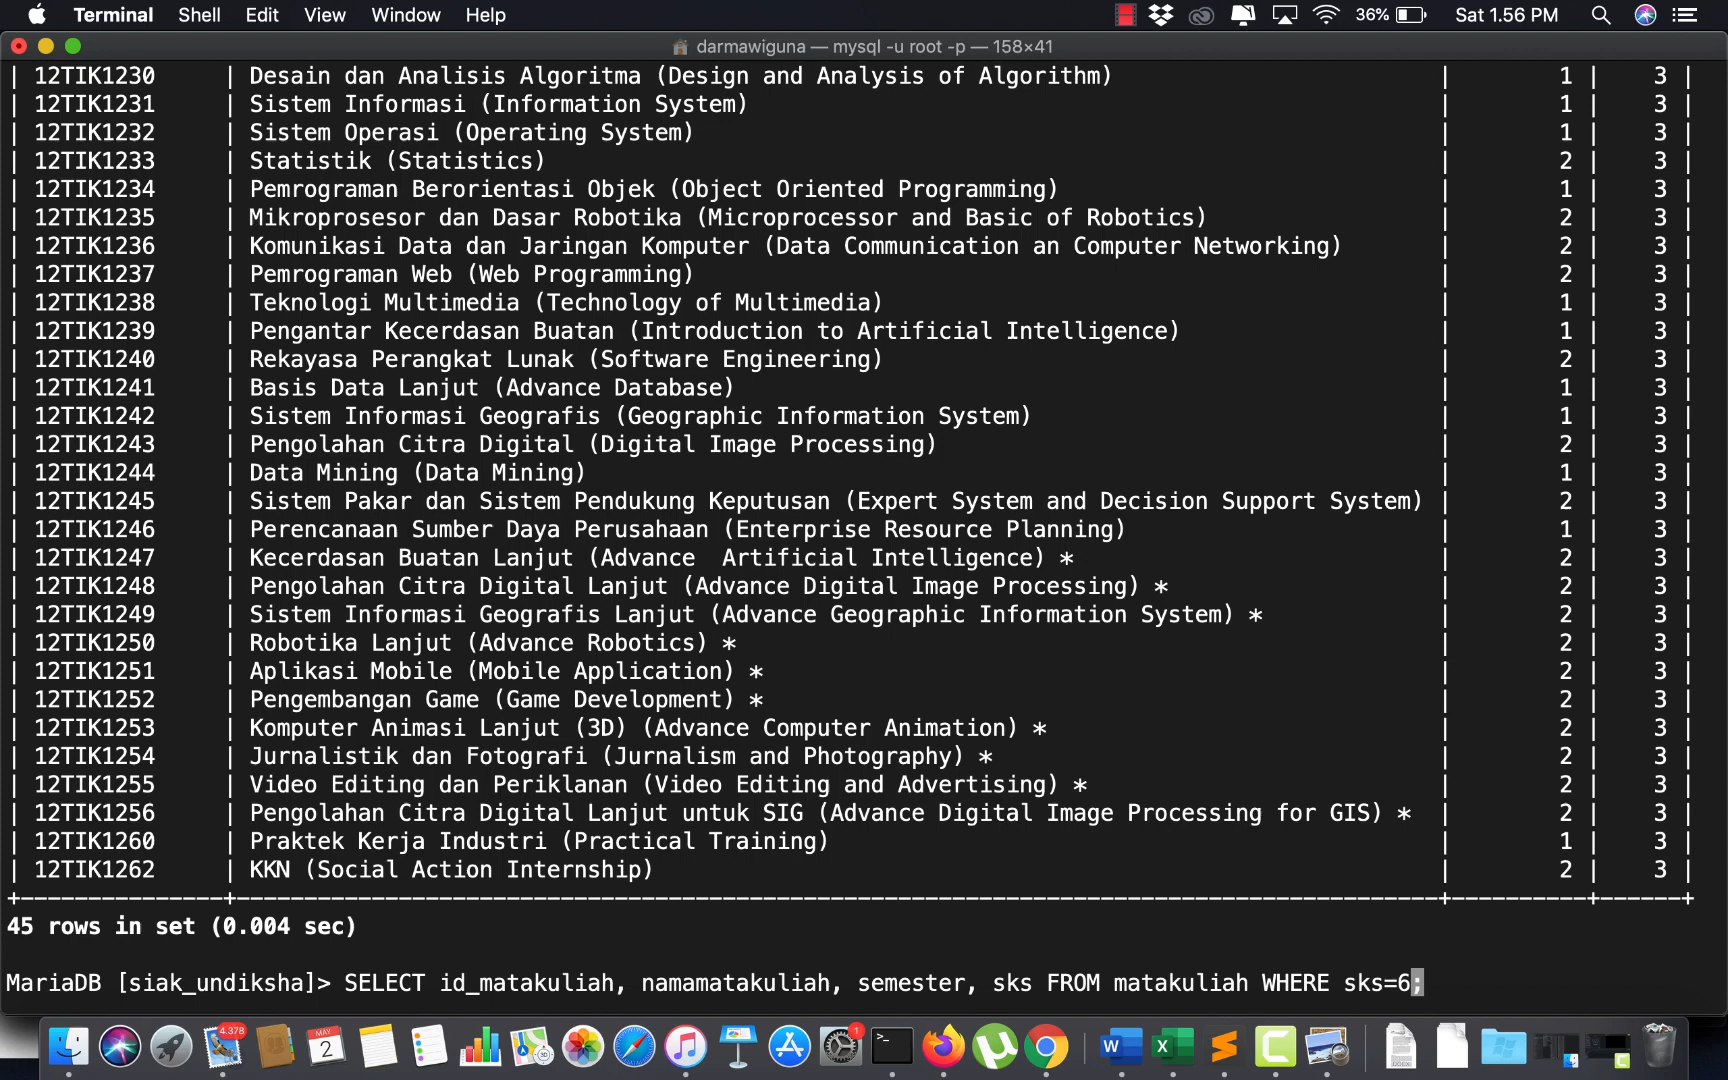 Terminal Shell Edit View Window Help 36% Sat 1.56 PM
darmawiguna — mysql -u root -p — 158×41
| 12TIK1230 | Desain dan Analisis Algoritma (Design and Analysis of Algorithm) | 1 | 3 |
| 12TIK1231 | Sistem Informasi (Information System) | 1 | 3 |
| 12TIK1232 | Sistem Operasi (Operating System) | 1 | 3 |
| 12TIK1233 | Statistik (Statistics) | 2 | 3 |
| 12TIK1234 | Pemrograman Berorientasi Objek (Object Oriented Programming) | 1 | 3 |
| 12TIK1235 | Mikroprosesor dan Dasar Robotika (Microprocessor and Basic of Robotics) | 2 | 3 |
| 12TIK1236 | Komunikasi Data dan Jaringan Komputer (Data Communication an Computer Networking) | 2 | 3 |
| 12TIK1237 | Pemrograman Web (Web Programming) | 2 | 3 |
| 12TIK1238 | Teknologi Multimedia (Technology of Multimedia) | 1 | 3 |
| 12TIK1239 | Pengantar Kecerdasan Buatan (Introduction to Artificial Intelligence) | 1 | 3 |
| 12TIK1240 | Rekayasa Perangkat Lunak (Software Engineering) | 2 | 3 |
| 12TIK1241 | Basis Data Lanjut (Advance Database) | 1 | 3 |
| 12TIK1242 | Sistem Informasi Geografis (Geographic Information System) | 1 | 3 |
| 12TIK1243 | Pengolahan Citra Digital (Digital Image Processing) | 2 | 3 |
| 12TIK1244 | Data Mining (Data Mining) | 1 | 3 |
| 12TIK1245 | Sistem Pakar dan Sistem Pendukung Keputusan (Expert System and Decision Support System) | 2 | 3 |
| 12TIK1246 | Perencanaan Sumber Daya Perusahaan (Enterprise Resource Planning) | 1 | 3 |
| 12TIK1247 | Kecerdasan Buatan Lanjut (Advance  Artificial Intelligence) * | 2 | 3 |
| 12TIK1248 | Pengolahan Citra Digital Lanjut (Advance Digital Image Processing) * | 2 | 3 |
| 12TIK1249 | Sistem Informasi Geografis Lanjut (Advance Geographic Information System) * | 2 | 3 |
| 12TIK1250 | Robotika Lanjut (Advance Robotics) * | 2 | 3 |
| 12TIK1251 | Aplikasi Mobile (Mobile Application) * | 2 | 3 |
| 12TIK1252 | Pengembangan Game (Game Development) * | 2 | 3 |
| 12TIK1253 | Komputer Animasi Lanjut (3D) (Advance Computer Animation) * | 2 | 3 |
| 12TIK1254 | Jurnalistik dan Fotografi (Jurnalism and Photography) * | 2 | 3 |
| 12TIK1255 | Video Editing dan Periklanan (Video Editing and Advertising) * | 2 | 3 |
| 12TIK1256 | Pengolahan Citra Digital Lanjut untuk SIG (Advance Digital Image Processing for GIS) * | 2 | 3 |
| 12TIK1260 | Praktek Kerja Industri (Practical Training) | 1 | 3 |
| 12TIK1262 | KKN (Social Action Internship) | 2 | 3 |
45 rows in set (0.004 sec)
MariaDB [siak_undiksha]> SELECT id_matakuliah, namamatakuliah, semester, sks FROM matakuliah WHERE sks=6;
4.378
MAY
2
3D
1
>_
W
X